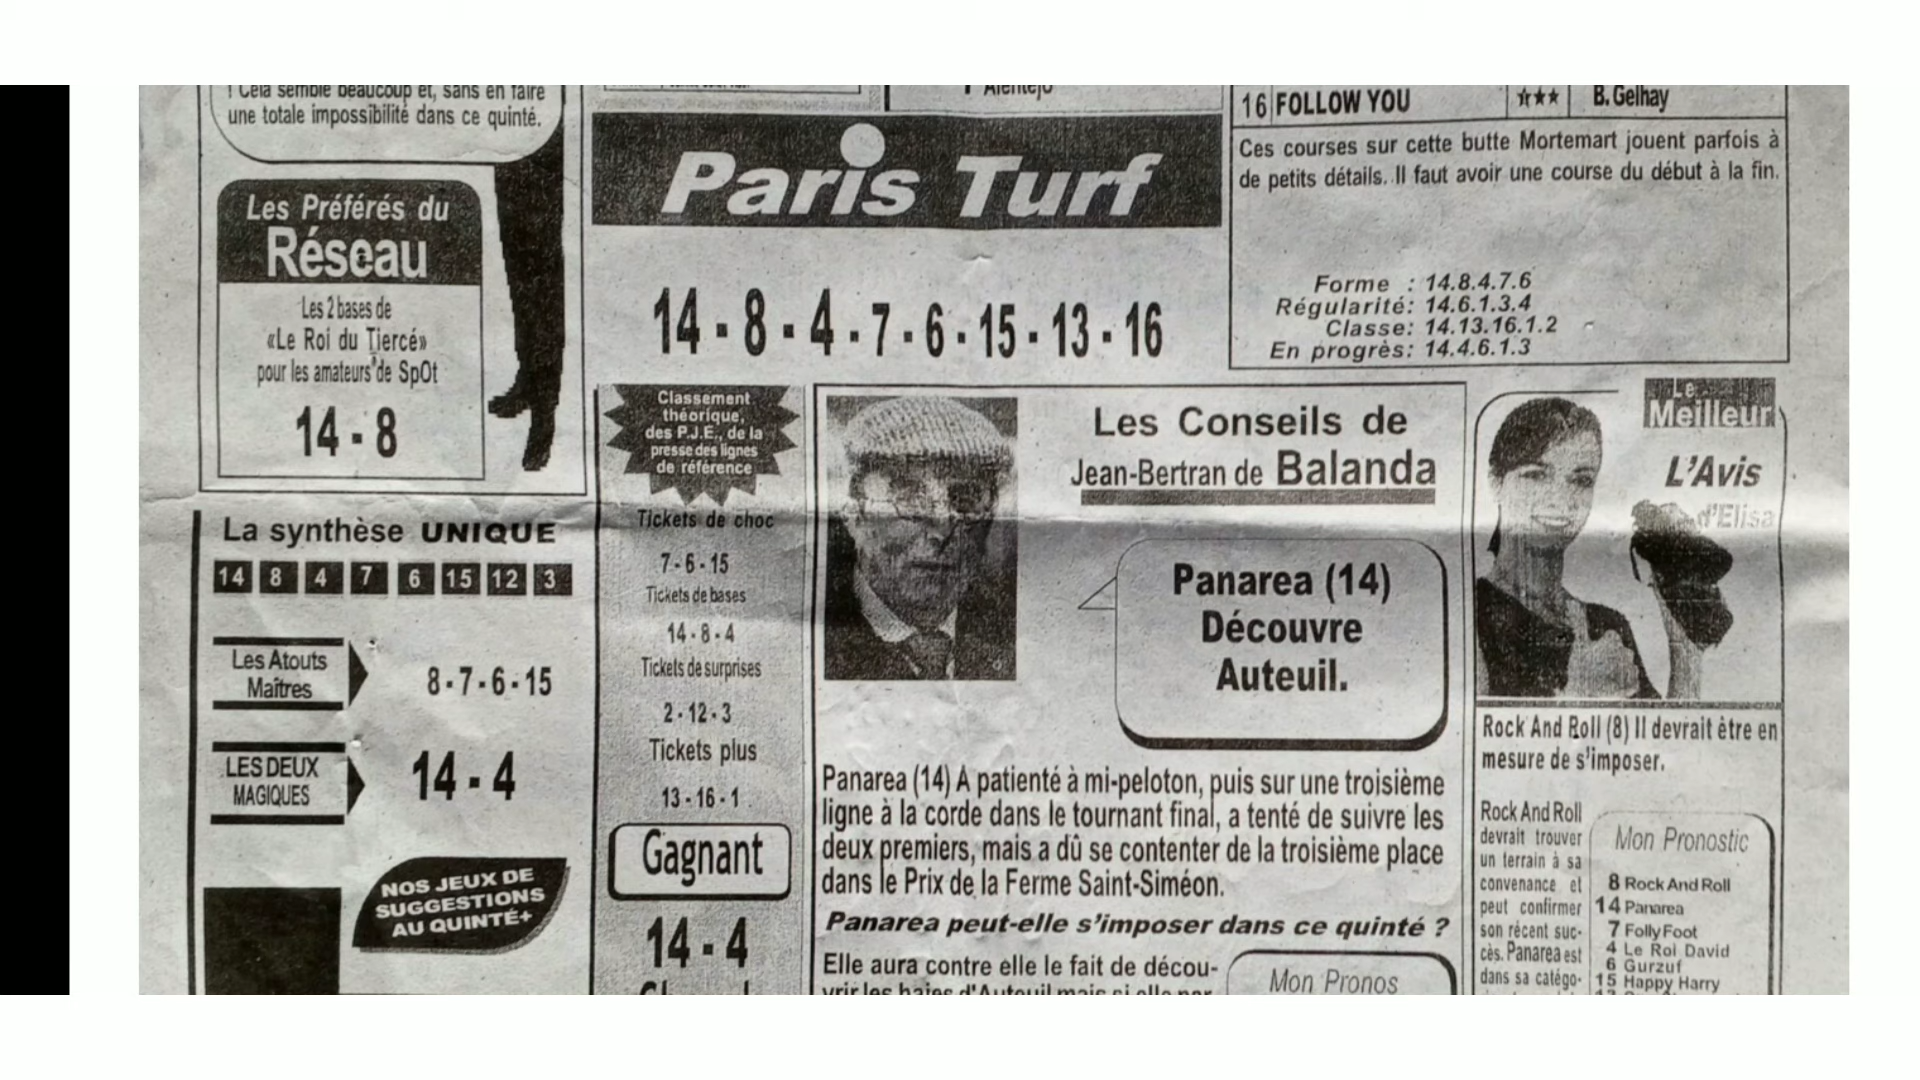 ! Cela semble beaucoup et, sans en faire
une totale impossibilité dans ce quinté.
Les Préférés du
Réseau
Les 2 bases de
«Le Roi du Tiercé»
pour les amateurs de SpOt
14 - 8
La synthèse UNIQUE
14 8 4 7 6 15 12 3
Les Atouts
Maîtres
8 - 7 - 6 - 15
LES DEUX
MAGIQUES
14 - 4
NOS JEUX DE
SUGGESTIONS
AU QUINTÉ+
Alentejo
Paris Turf
14 - 8 - 4 - 7 - 6 - 15 - 13 - 16
16 FOLLOW YOU ☆★★ B. Gelhay
Ces courses sur cette butte Mortemart jouent parfois à
de petits détails. Il faut avoir une course du début à la fin.
Forme : 14.8.4.7.6
Régularité: 14.6.1.3.4
Classe: 14.13.16.1.2
En progrès: 14.4.6.1.3
Classement
théorique,
des P.J.E., de la
presse des lignes
de référence
Tickets de choc
7 - 6 - 15
Tickets de bases
14 - 8 - 4
Tickets de surprises
2 - 12 - 3
Tickets plus
13 - 16 - 1
Gagnant
14 - 4
Les Conseils de
Jean-Bertran de Balanda
Panarea (14)
Découvre
Auteuil.
Panarea (14) A patienté à mi-peloton, puis sur une troisième
ligne à la corde dans le tournant final, a tenté de suivre les
deux premiers, mais a dû se contenter de la troisième place
dans le Prix de la Ferme Saint-Siméon.
Panarea peut-elle s'imposer dans ce quinté ?
Elle aura contre elle le fait de décou-
vrir les haies d'Auteuil mais si elle
Mon Pronos
Le
Meilleur
L'Avis
d'Elisa
Rock And Roll (8) Il devrait être en
mesure de s'imposer.
Rock And Roll
devrait trouver
un terrain à sa
convenance et
peut confirmer
son récent suc-
cès. Panarea est
dans sa catégo-
Mon Pronostic
8 Rock And Roll
14 Panarea
7 Folly Foot
4 Le Roi David
6 Gurzuf
15 Happy Harry